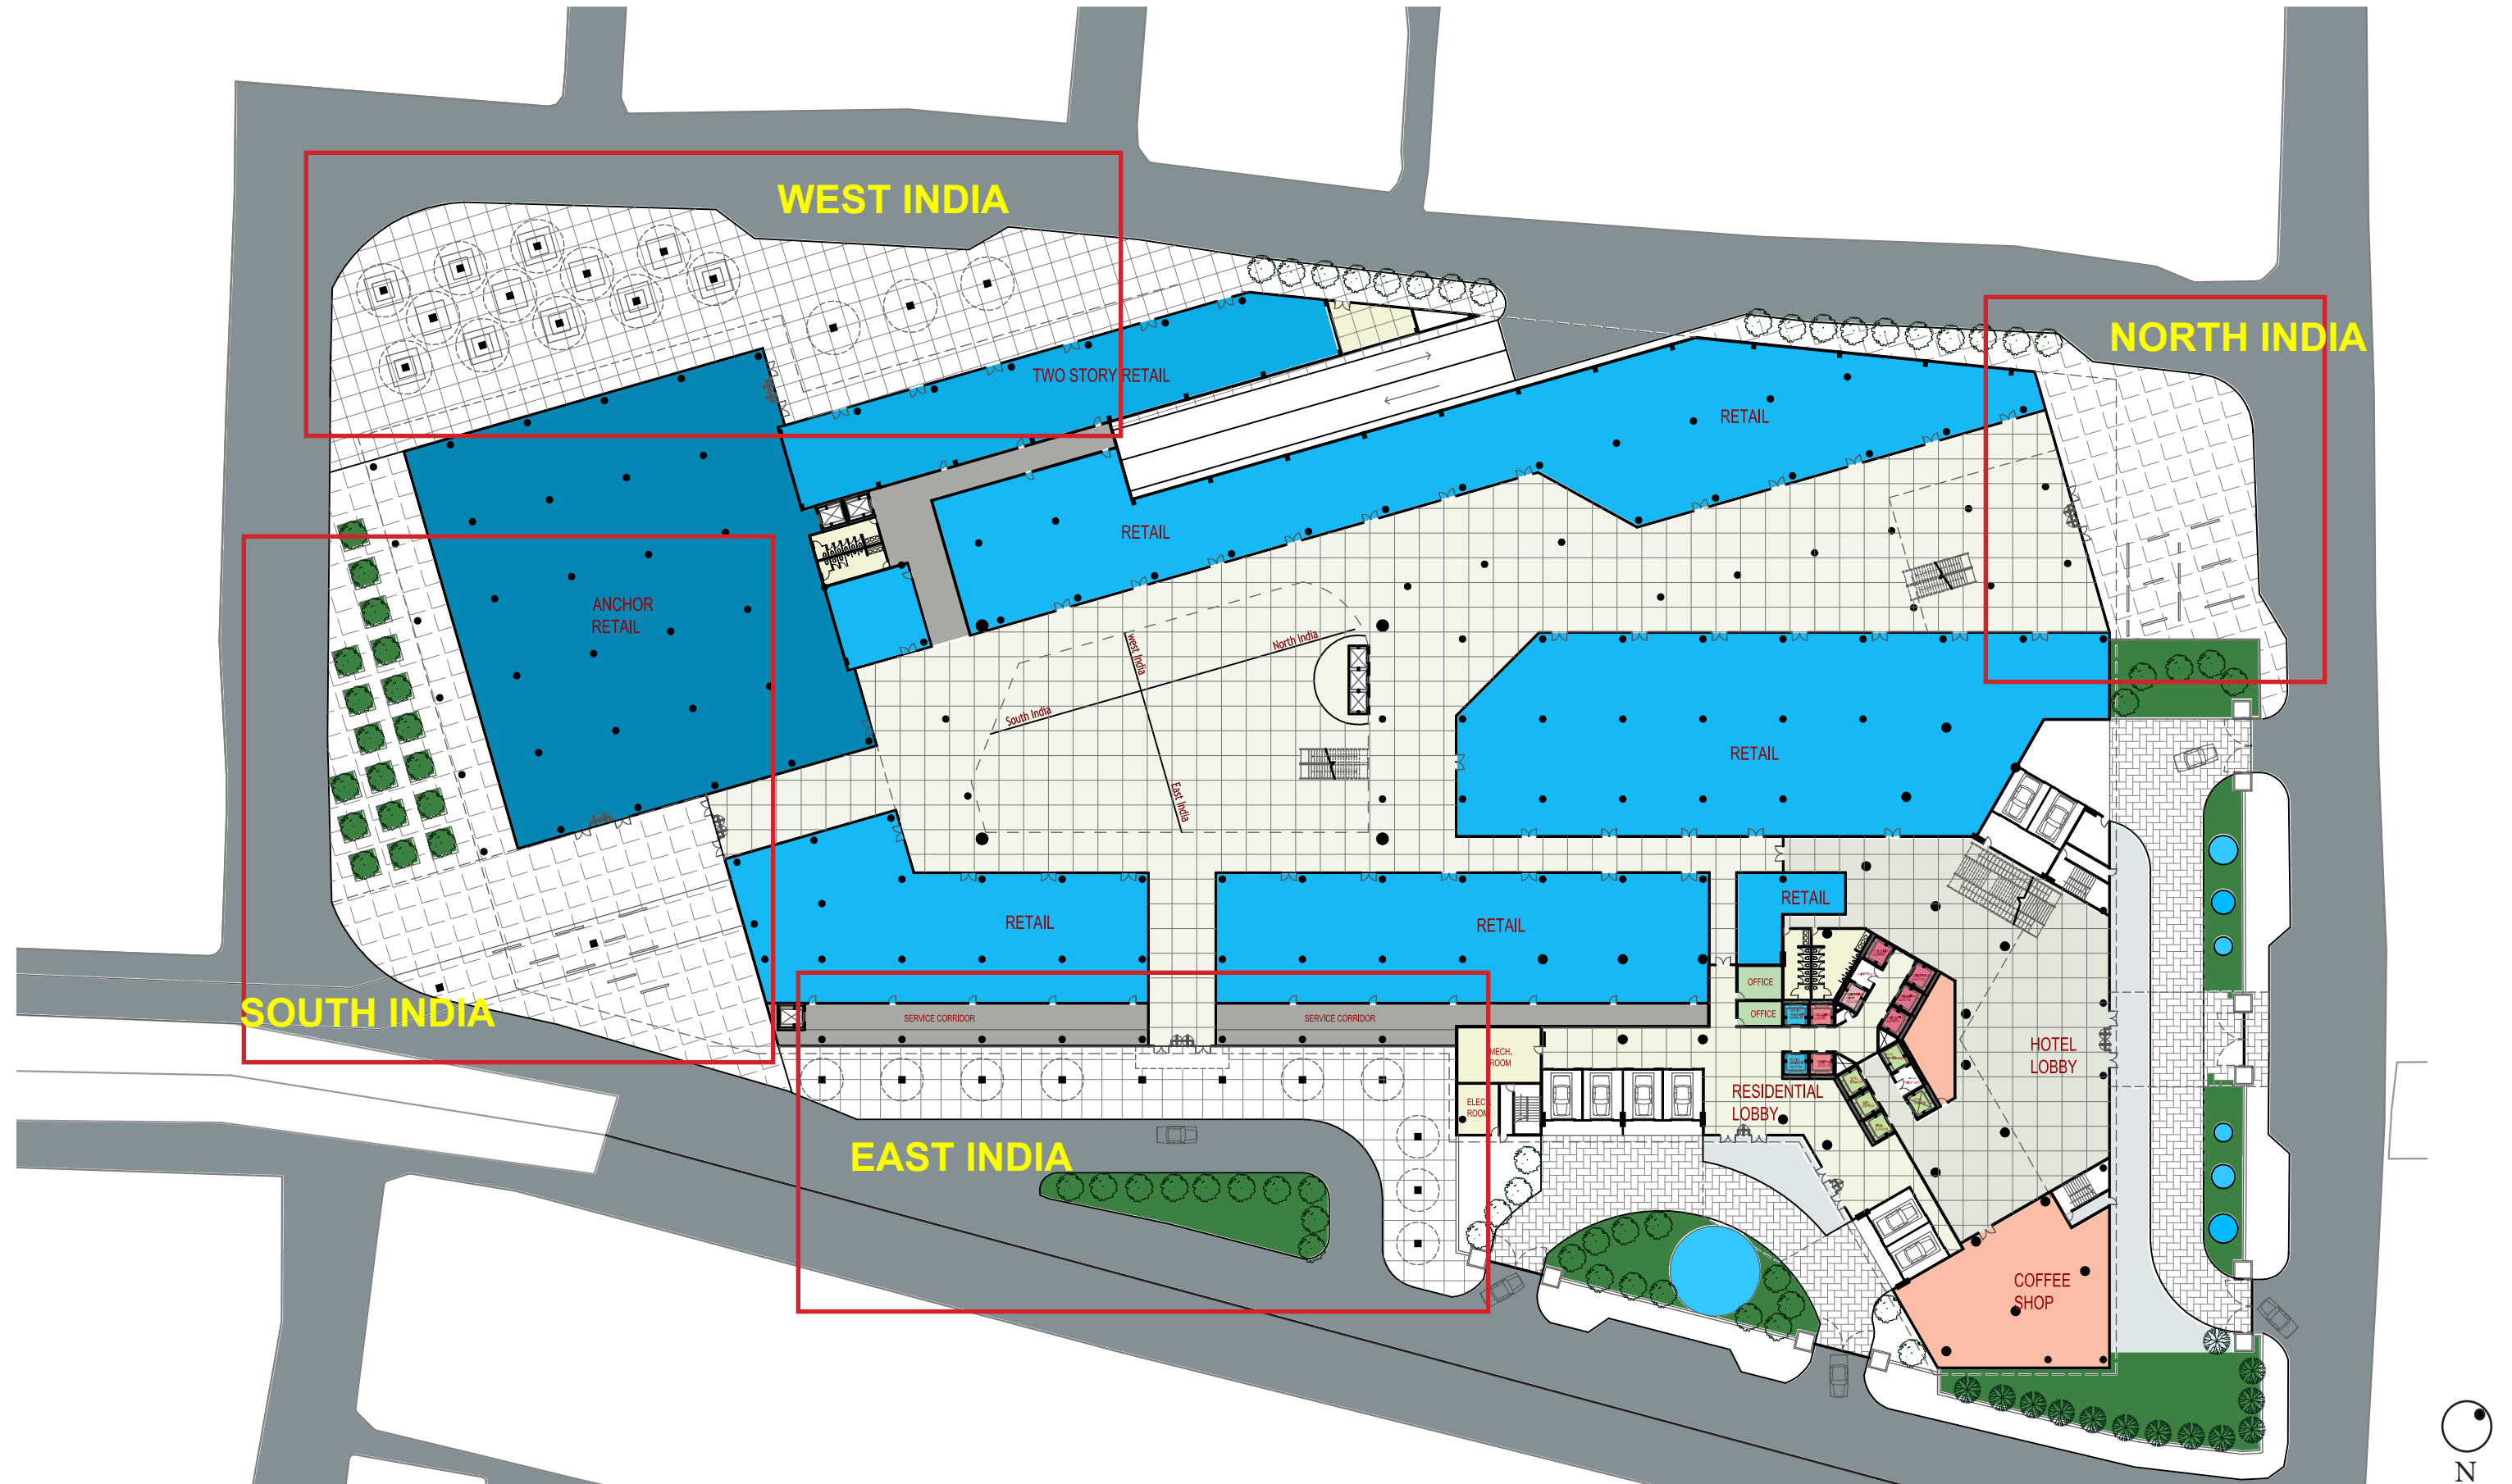 WEST INDIA
NORTH INDIA
TWO STORY RETAIL
RETAIL
RETAIL
ANCHOR
RETAIL
west India
North India
South India
East India
RETAIL
RETAIL
RETAIL
RETAIL
OFFICE
OFFICE
SERVICE CORRIDOR
SERVICE CORRIDOR
SOUTH INDIA
MECH.
ROOM
HOTEL
LOBBY
ELEC.
ROOM
RESIDENTIAL
LOBBY
EAST INDIA
COFFEE
SHOP
N